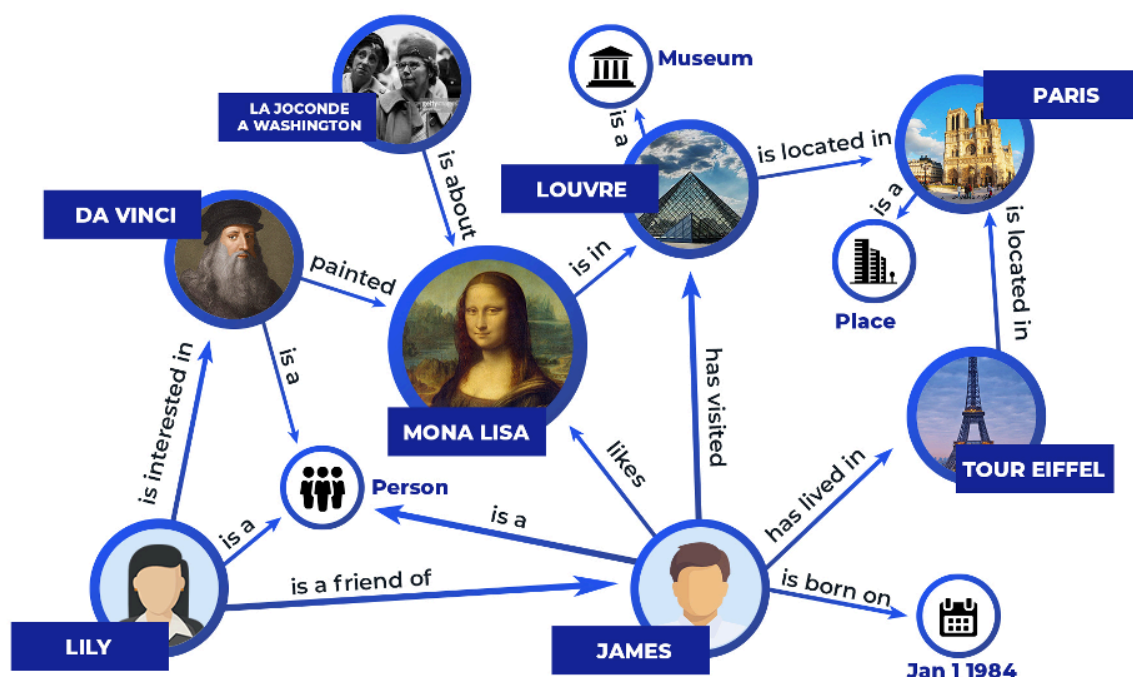 LA JOCONDE
A WASHINGTON
gettyimages
is about
Museum
is a
LOUVRE
is located in
PARIS
is a
Place
is located in
DA VINCI
painted
is in
is a
is interested in
MONA LISA
has visited
TOUR EIFFEL
likes
has lived in
Person
is a
is a
is a friend of
is born on
LILY
JAMES
Jan 1 1984